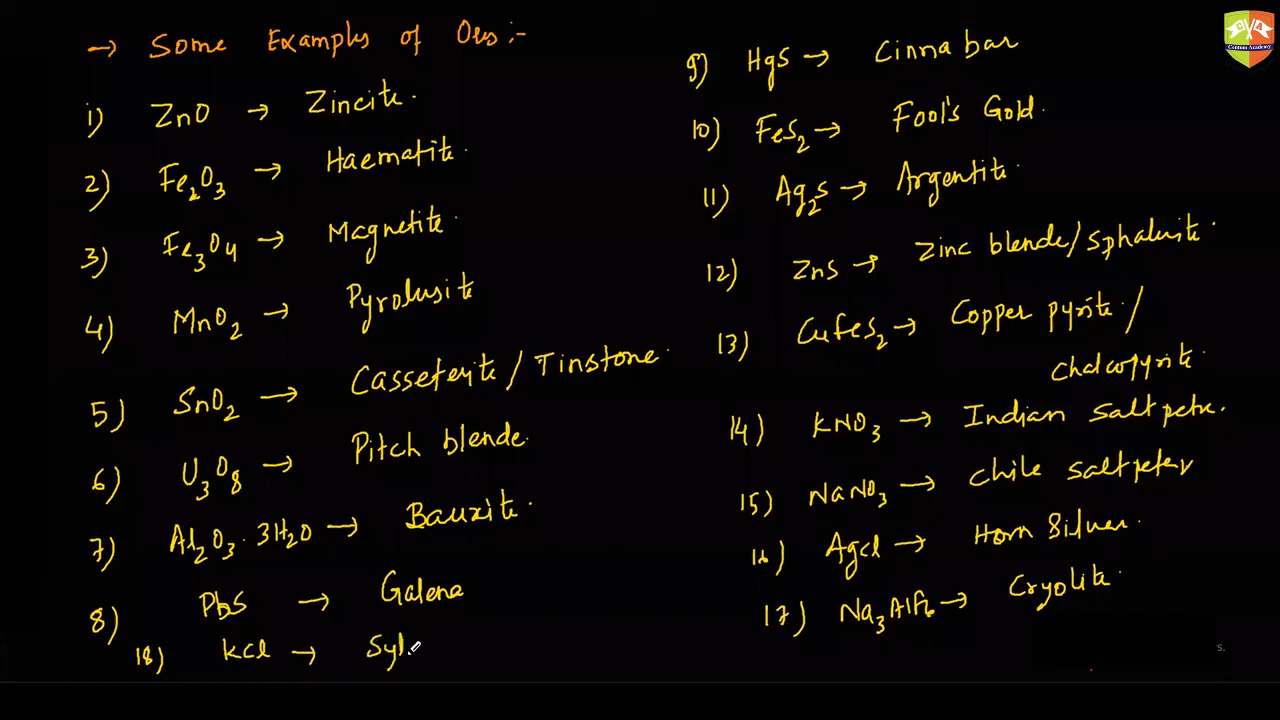 → Some Examples of Ores :-
1) ZnO → Zincite.
2) Fe₂O₃ → Haematite.
3) Fe₃O₄ → Magnetite.
4) MnO₂ → Pyrolusite
5) SnO₂ → Casseterite / Tinstone.
6) U₃O₈ → Pitch blende.
7) Al₂O₃·3H₂O → Bauxite.
8) PbS → Galena
18) KCl → Syl
9) HgS → Cinnabar
10) FeS₂ → Fool's Gold.
11) Ag₂S → Argentite.
12) ZnS → Zinc blende/Sphalerite.
13) CuFeS₂ → Copper pyrite. /
Chalcopyrite.
14) KNO₃ → Indian saltpetre.
15) NaNO₃ → Chile saltpeter
16) AgCl → Horn Silver.
17) Na₃AlF₆ → Cryolite.
Centum Academy
s.